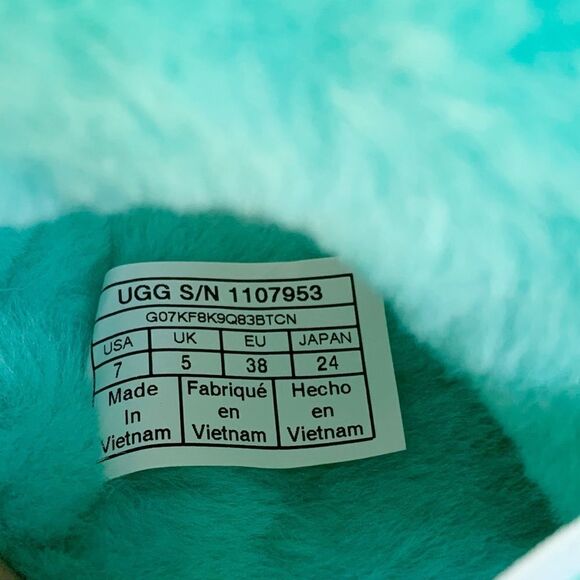 UGG S/N 1107953
G07KF8K9Q83BTCN
USA UK EU JAPAN
7 5 38 24
Made Fabriqué Hecho
In en en
Vietnam Vietnam Vietnam